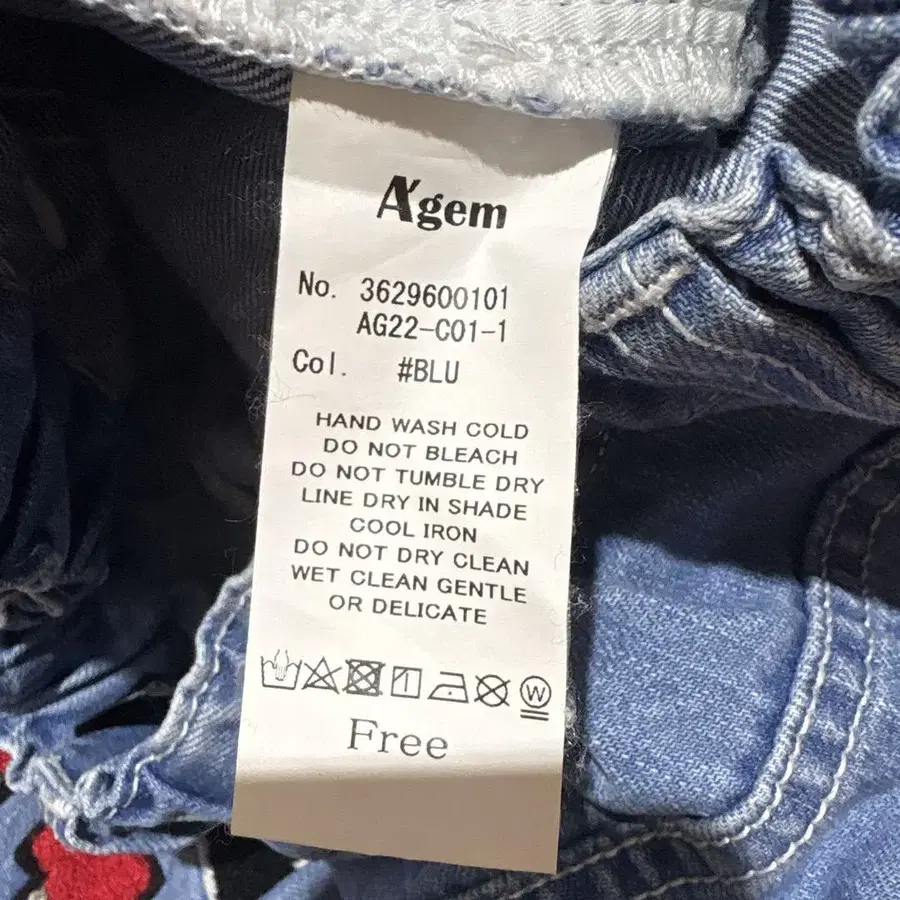 A'gem
No. 3629600101
AG22-C01-1
Col. #BLU
HAND WASH COLD
DO NOT BLEACH
DO NOT TUMBLE DRY
LINE DRY IN SHADE
COOL IRON
DO NOT DRY CLEAN
WET CLEAN GENTLE
OR DELICATE
W
Free